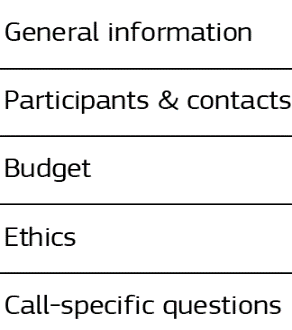 General information
Participants & contacts
Budget
Ethics
Call-specific questions